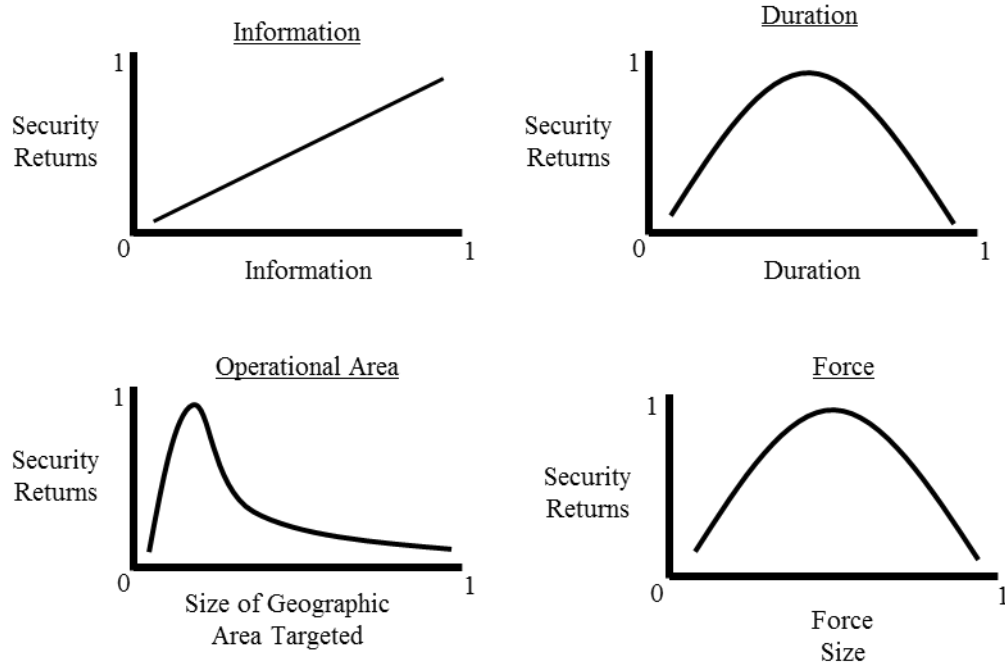 Information
1
Security
Returns
0
1
Information
Duration
1
Security
Returns
0
1
Duration
Operational Area
1
Security
Returns
0
1
Size of Geographic
Area Targeted
Force
1
Security
Returns
0
1
Force
Size